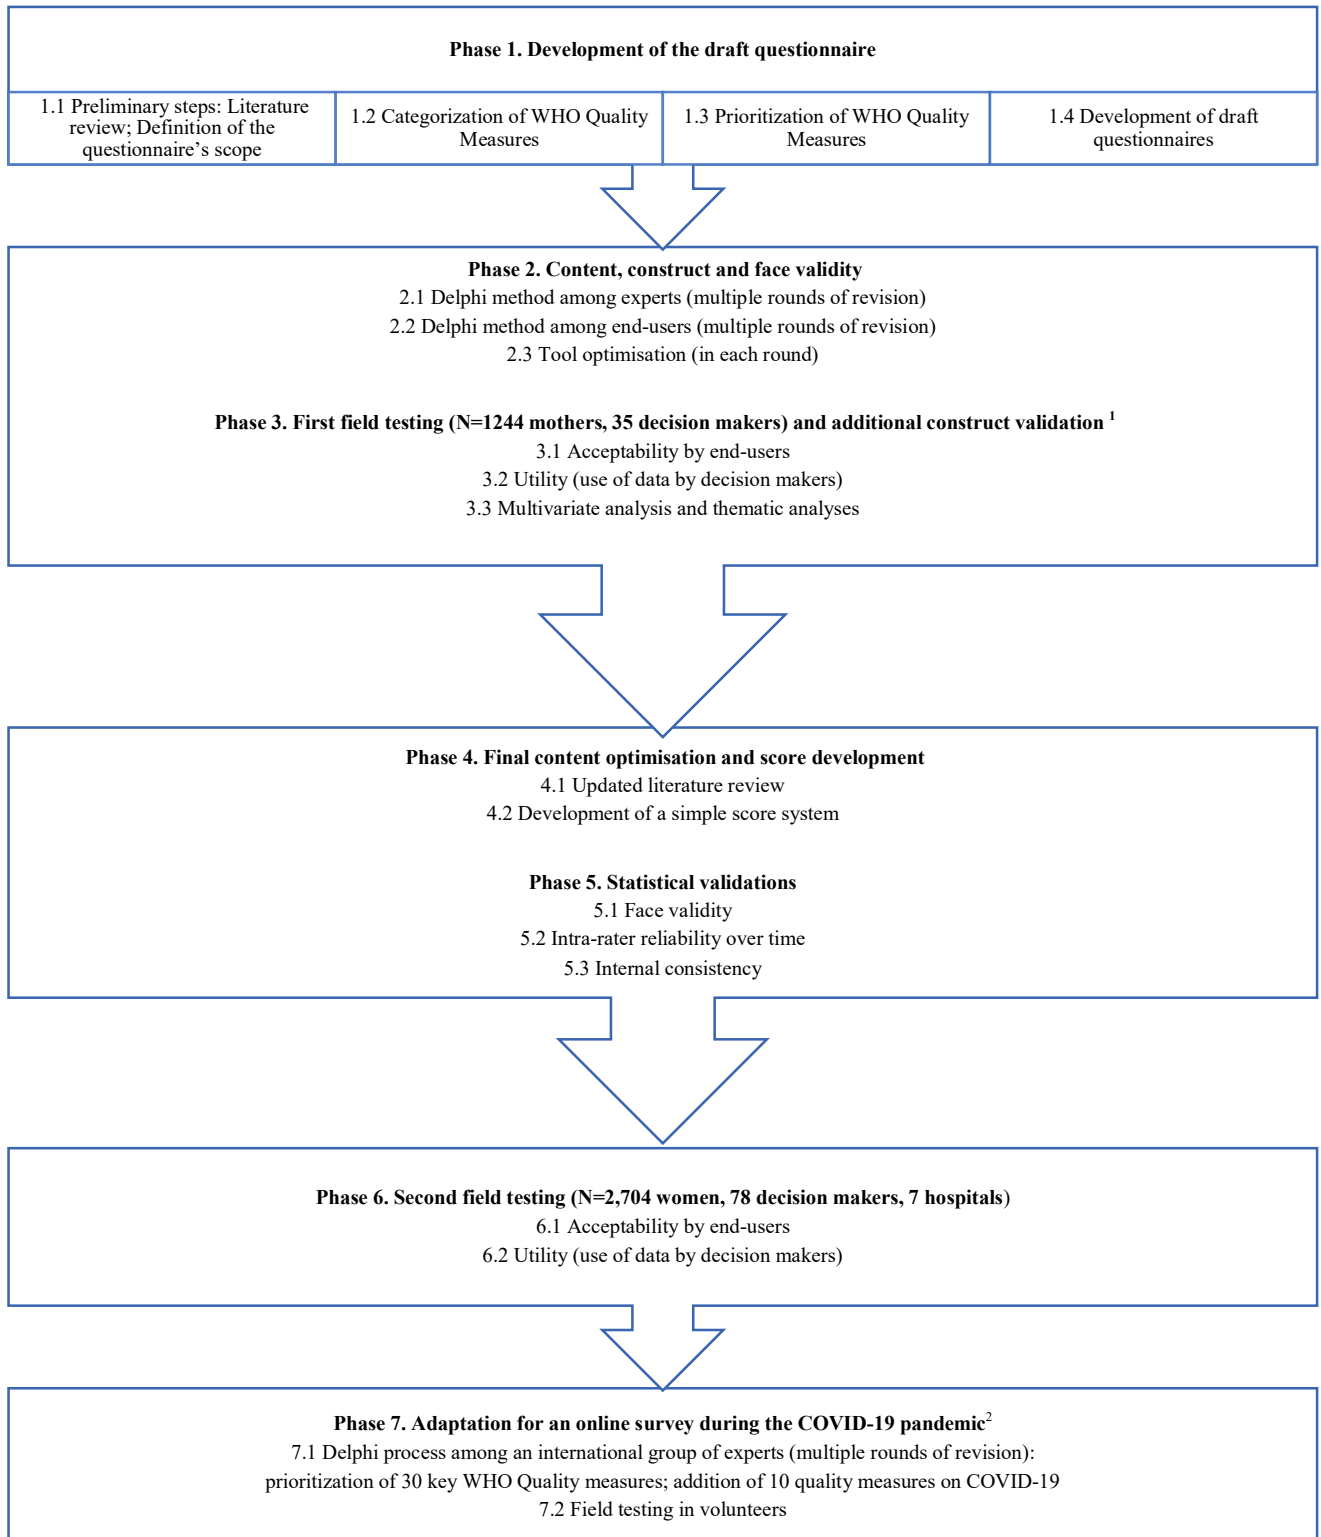 Phase 1. Development of the draft questionnaire
1.1 Preliminary steps: Literature
review; Definition of the
questionnaire’s scope
1.2 Categorization of WHO Quality
Measures
1.3 Prioritization of WHO Quality
Measures
1.4 Development of draft
questionnaires
Phase 2. Content, construct and face validity
2.1 Delphi method among experts (multiple rounds of revision)
2.2 Delphi method among end-users (multiple rounds of revision)
2.3 Tool optimisation (in each round)
Phase 3. First field testing (N=1244 mothers, 35 decision makers) and additional construct validation ¹
3.1 Acceptability by end-users
3.2 Utility (use of data by decision makers)
3.3 Multivariate analysis and thematic analyses
Phase 4. Final content optimisation and score development
4.1 Updated literature review
4.2 Development of a simple score system
Phase 5. Statistical validations
5.1 Face validity
5.2 Intra-rater reliability over time
5.3 Internal consistency
Phase 6. Second field testing (N=2,704 women, 78 decision makers, 7 hospitals)
6.1 Acceptability by end-users
6.2 Utility (use of data by decision makers)
Phase 7. Adaptation for an online survey during the COVID-19 pandemic²
7.1 Delphi process among an international group of experts (multiple rounds of revision):
prioritization of 30 key WHO Quality measures; addition of 10 quality measures on COVID-19
7.2 Field testing in volunteers